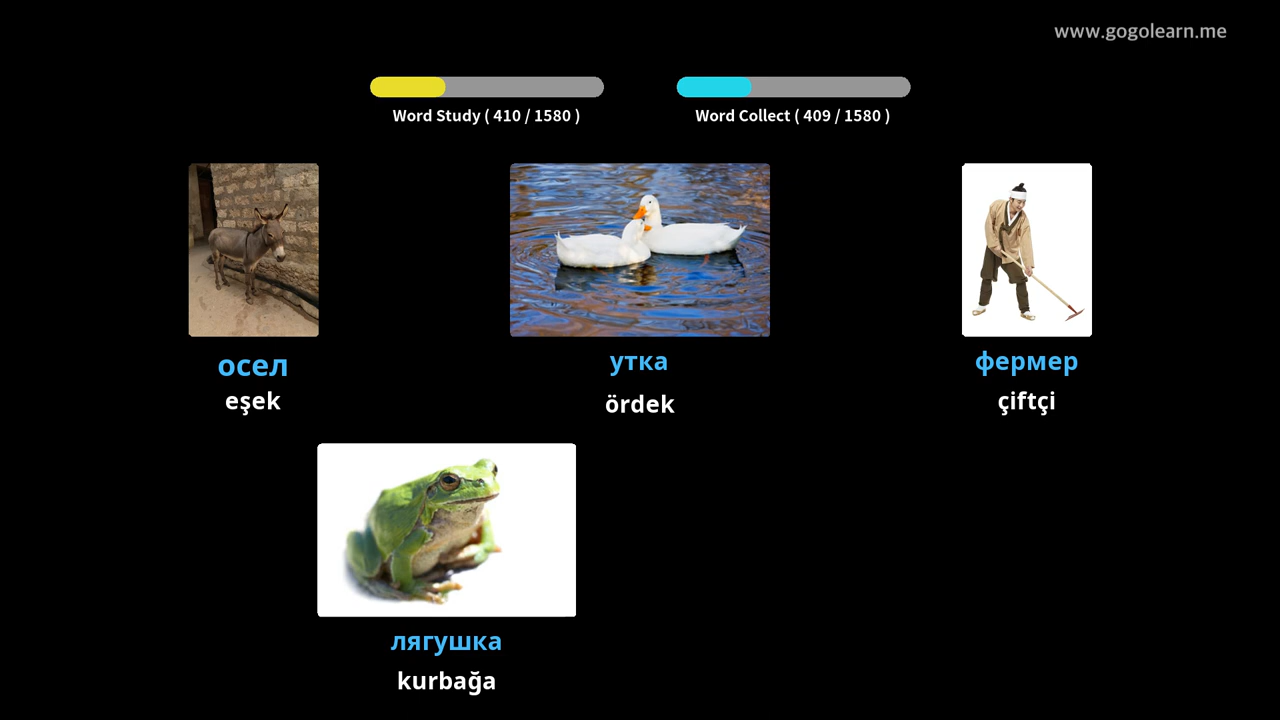 www.gogolearn.me
Word Study ( 410 / 1580 )
Word Collect ( 409 / 1580 )
осел
eşek
утка
ördek
фермер
çiftçi
лягушка
kurbağa